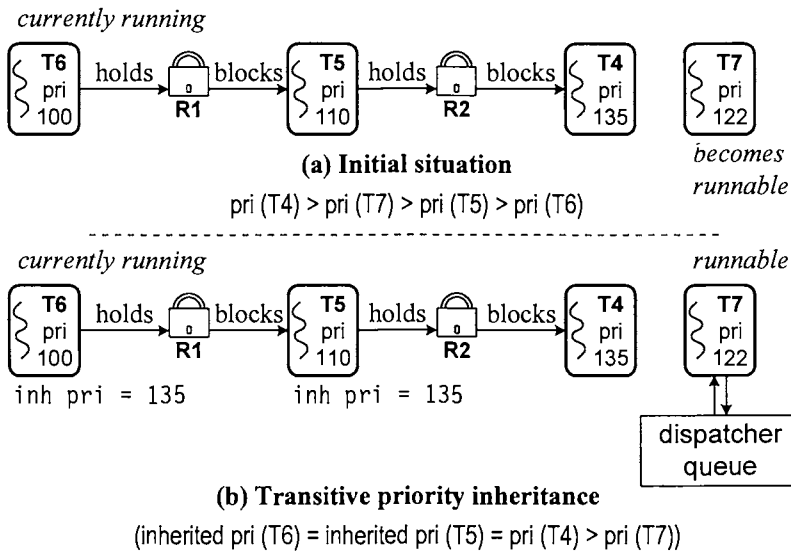 currently running
T6 T5 T4 T7
holds blocks holds blocks
pri pri pri pri
100 110 135 122
R1 R2
(a) Initial situation
becomes
runnable
pri (T4) > pri (T7) > pri (T5) > pri (T6)
currently running runnable
T6 T5 T4 T7
holds blocks holds blocks
pri pri pri pri
100 110 135 122
R1 R2
inh pri = 135 inh pri = 135
dispatcher
queue
(b) Transitive priority inheritance
(inherited pri (T6) = inherited pri (T5) = pri (T4) > pri (T7))